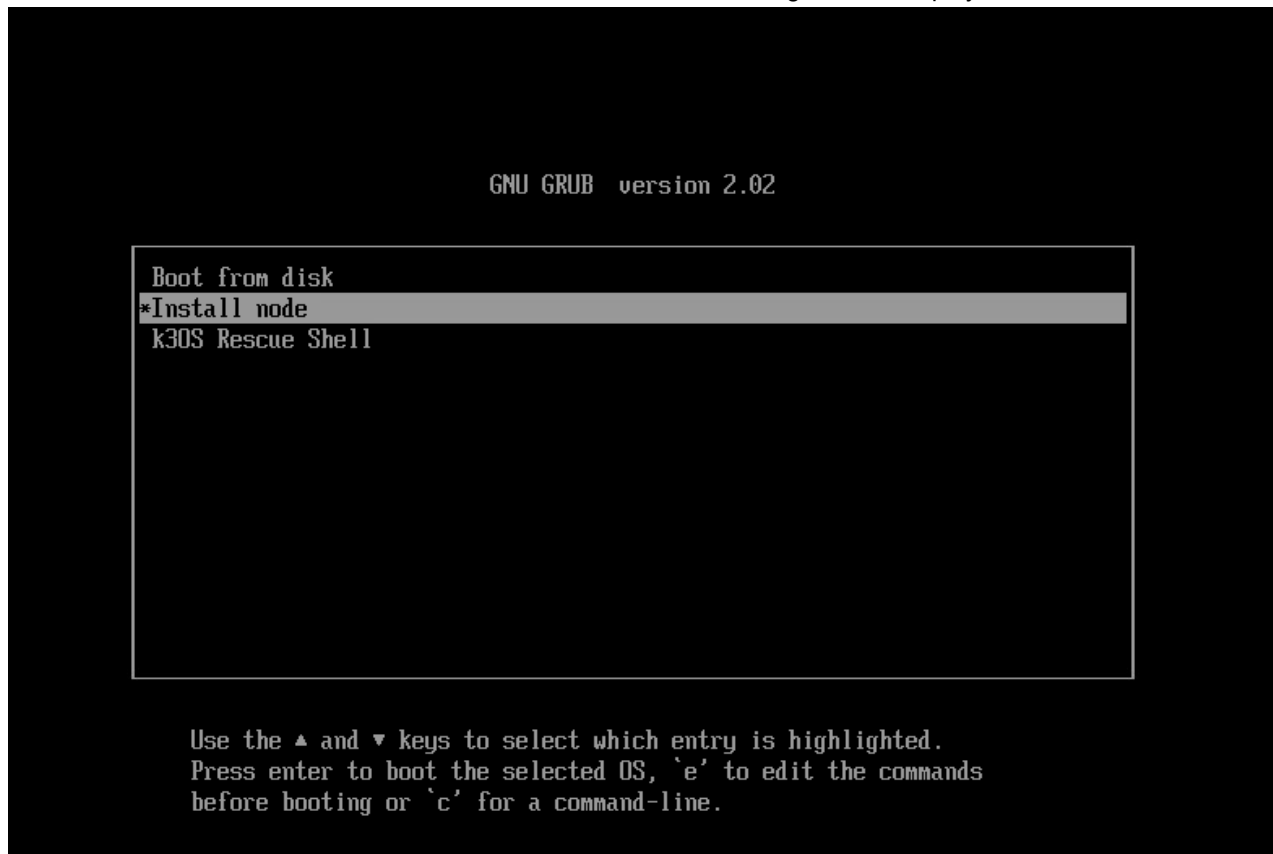 GNU GRUB version 2.02
Boot from disk
*Install node
k3OS Rescue Shell
Use the ▲ and ▼ keys to select which entry is highlighted.
Press enter to boot the selected OS, `e' to edit the commands
before booting or `c' for a command-line.